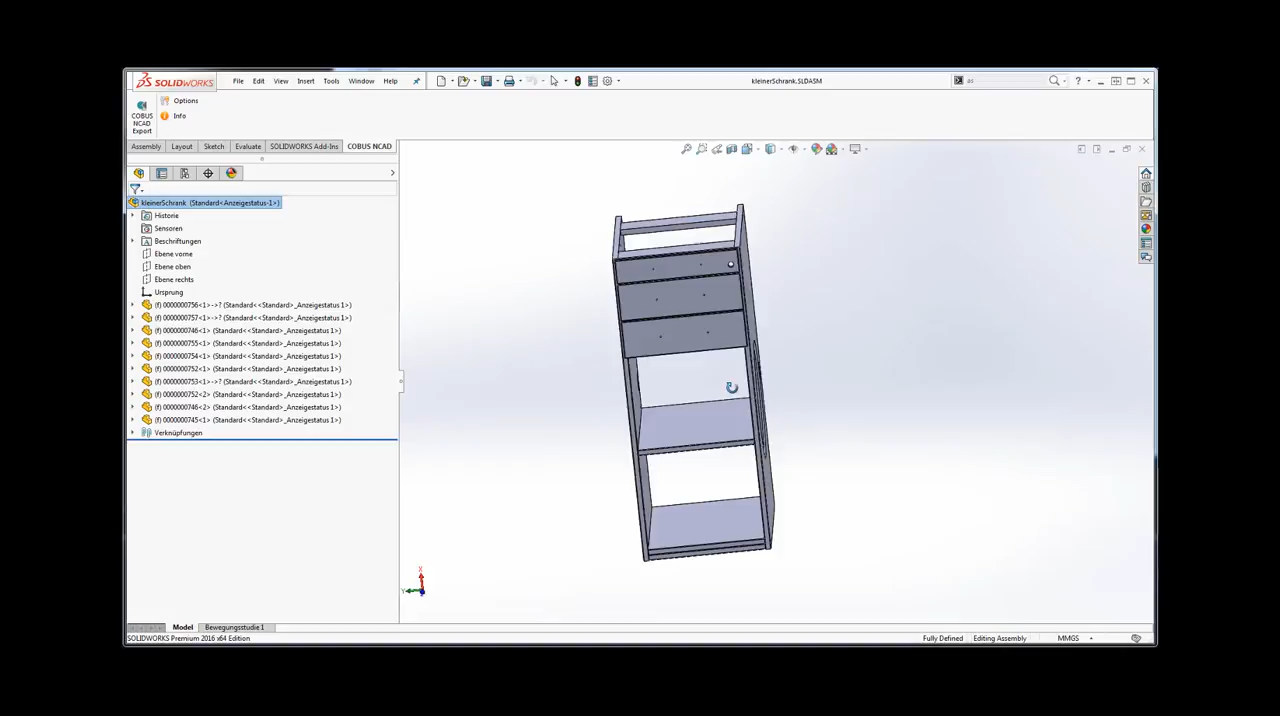 SOLIDWORKS File Edit View Insert Tools Window Help kleinerSchrank.SLDASM as ?
COBUS
NCAD
Export
Options
Info
Assembly Layout Sketch Evaluate SOLIDWORKS Add-Ins COBUS NCAD
kleinerSchrank (Standard<Anzeigestatus-1>)
Historie
Sensoren
Beschriftungen
Ebene vorne
Ebene oben
Ebene rechts
Ursprung
(f) 0000000756<1>->? (Standard<<Standard>_Anzeigestatus 1>)
(f) 0000000757<1>->? (Standard<<Standard>_Anzeigestatus 1>)
(f) 0000000746<1> (Standard<<Standard>_Anzeigestatus 1>)
(f) 0000000755<1> (Standard<<Standard>_Anzeigestatus 1>)
(f) 0000000754<1> (Standard<<Standard>_Anzeigestatus 1>)
(f) 0000000752<1> (Standard<<Standard>_Anzeigestatus 1>)
(f) 0000000753<1>->? (Standard<<Standard>_Anzeigestatus 1>)
(f) 0000000752<2> (Standard<<Standard>_Anzeigestatus 1>)
(f) 0000000746<2> (Standard<<Standard>_Anzeigestatus 1>)
(f) 0000000745<1> (Standard<<Standard>_Anzeigestatus 1>)
Verknüpfungen
X
Y
Model Bewegungsstudie 1
SOLIDWORKS Premium 2016 x64 Edition Fully Defined Editing Assembly MMGS